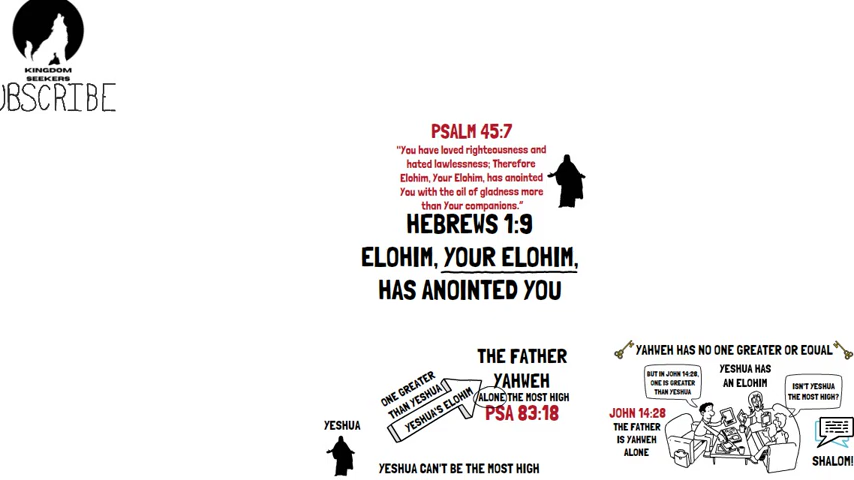 KINGDOM
SEEKERS
UBSCRIBE
PSALM 45:7
"You have loved righteousness and
hated lawlessness; Therefore
Elohim, Your Elohim, has anointed
You with the oil of gladness more
than Your companions."
HEBREWS 1:9
ELOHIM, YOUR ELOHIM,
HAS ANOINTED YOU
THE FATHER
YAHWEH
ALONE THE MOST HIGH
PSA 83:18
ONE GREATER
THAN YESHUA
YESHUA'S ELOHIM
YESHUA
YESHUA CAN'T BE THE MOST HIGH
YAHWEH HAS NO ONE GREATER OR EQUAL
BUT IN JOHN 14:28,
ONE IS GREATER
THAN YESHUA
YESHUA HAS
AN ELOHIM
ISN'T YESHUA
THE MOST HIGH?
JOHN 14:28
THE FATHER
IS YAHWEH
ALONE
SHALOM!